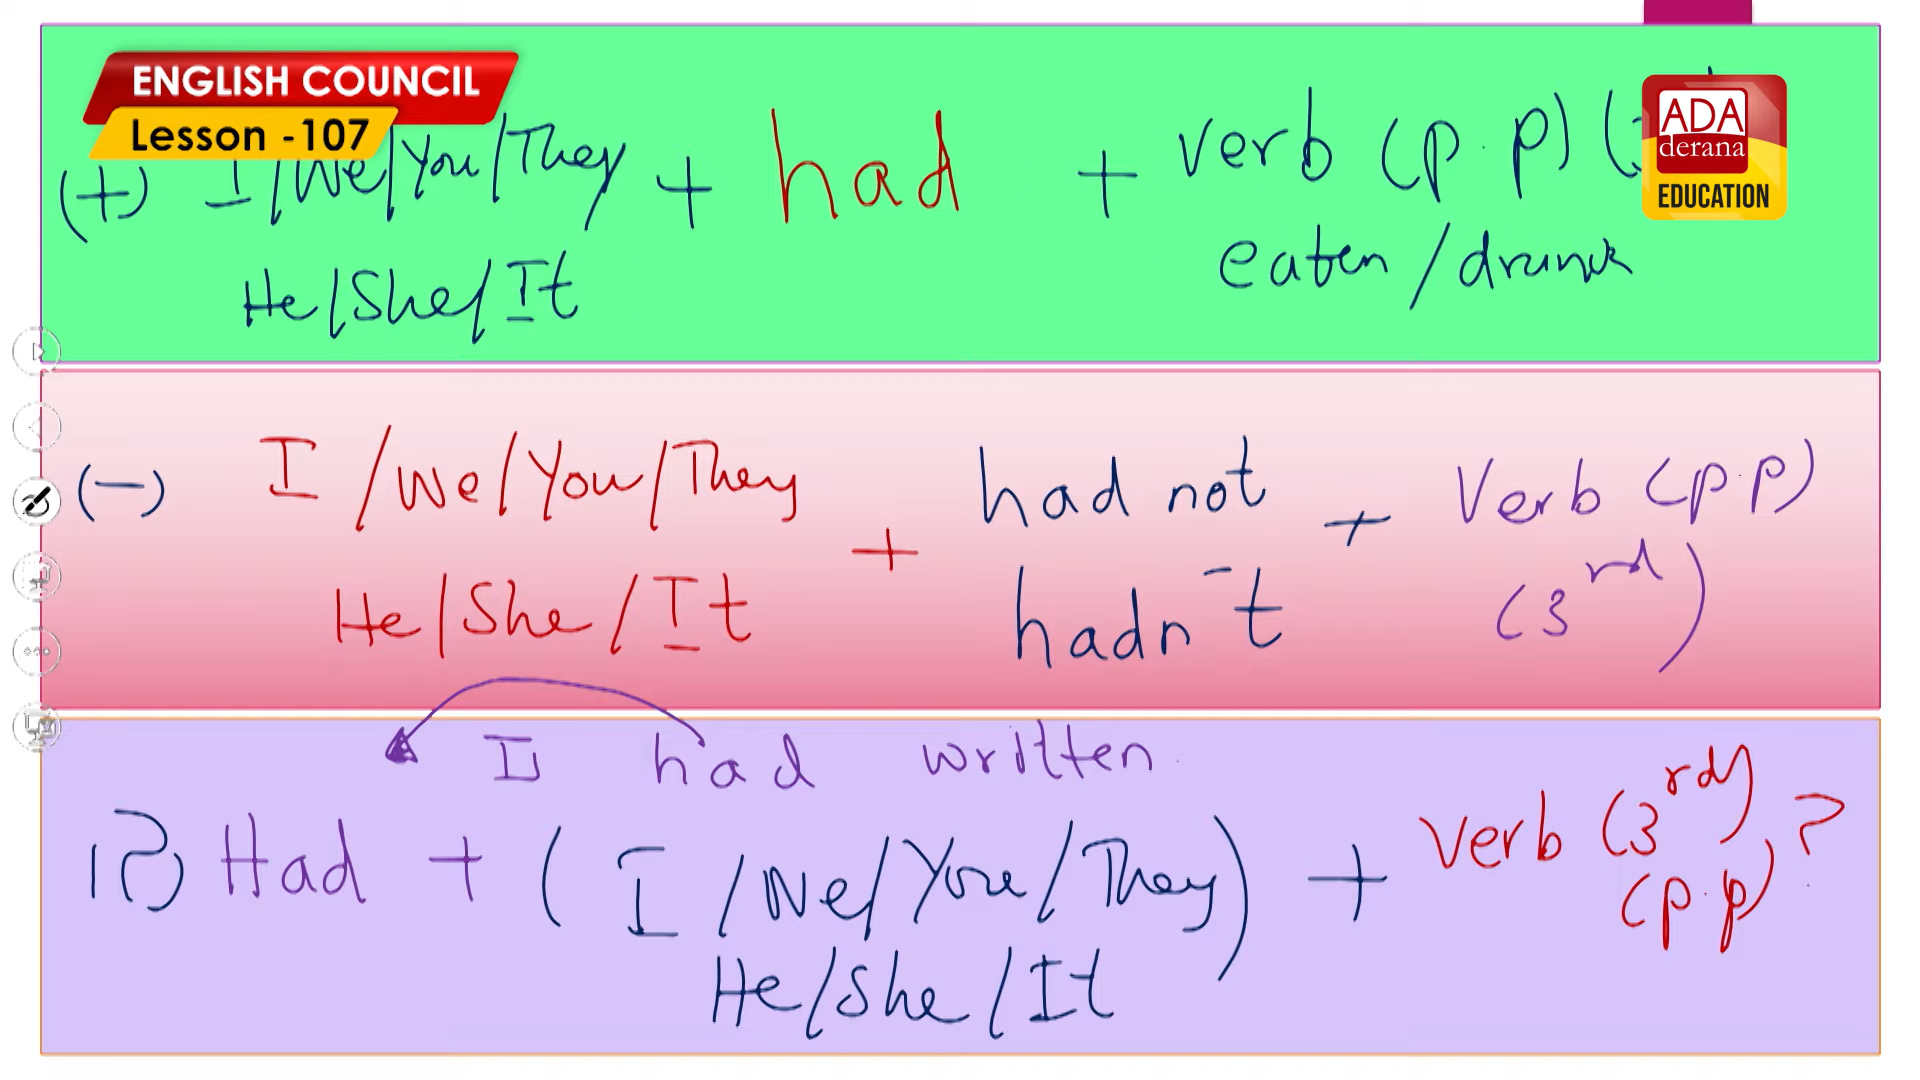 ENGLISH COUNCIL
Lesson -107
ADA
derana
EDUCATION
(+) I/We/You/They + had + verb (p.p) (
He/She/It
eaten/drunk
(-) I/We/You/They + had not + Verb (p.p)
He/She/It hadn't (3rd)
I had written
(?) Had + (I/We/You/They) + Verb (3rd) ?
He/She/It (p.p)